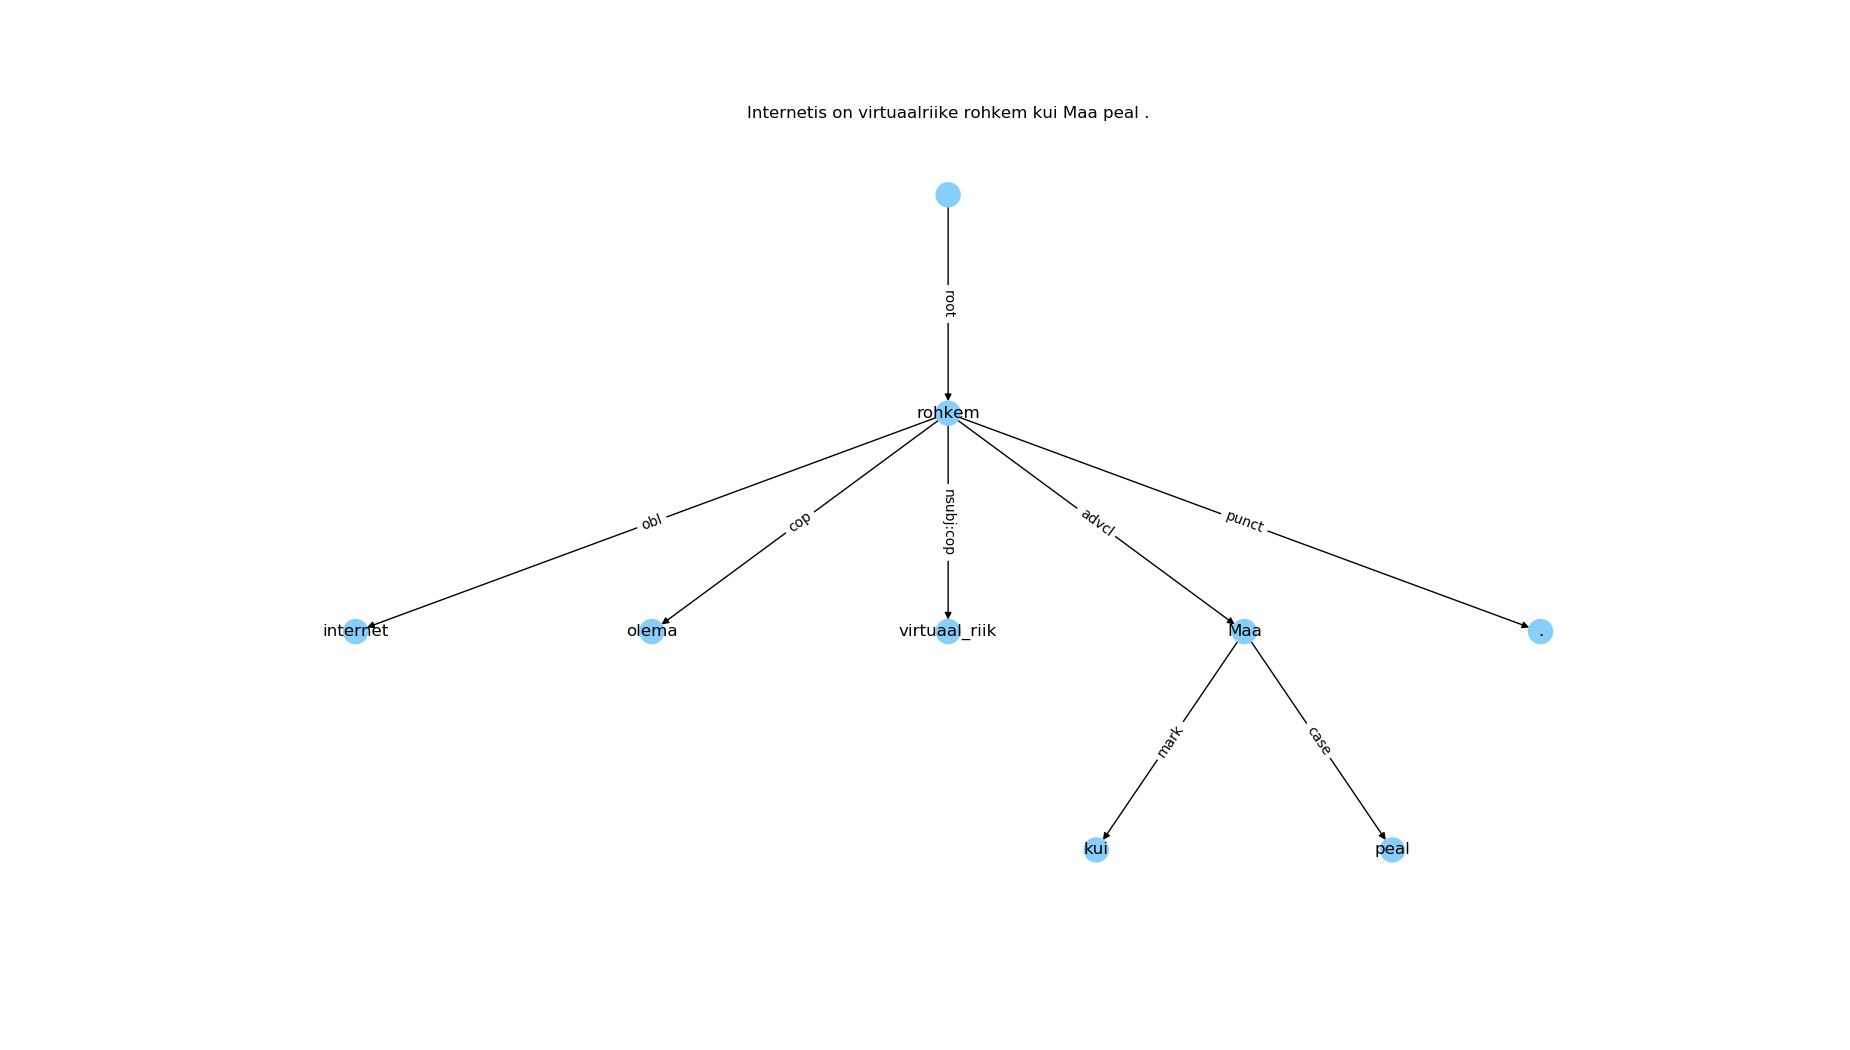 Internetis on virtuaalriike rohkem kui Maa peal .
root
rohkem
obl
cop
nsubj:cop
advcl
punct
internet
olema
virtuaal_riik
Maa
.
mark
case
kui
peal